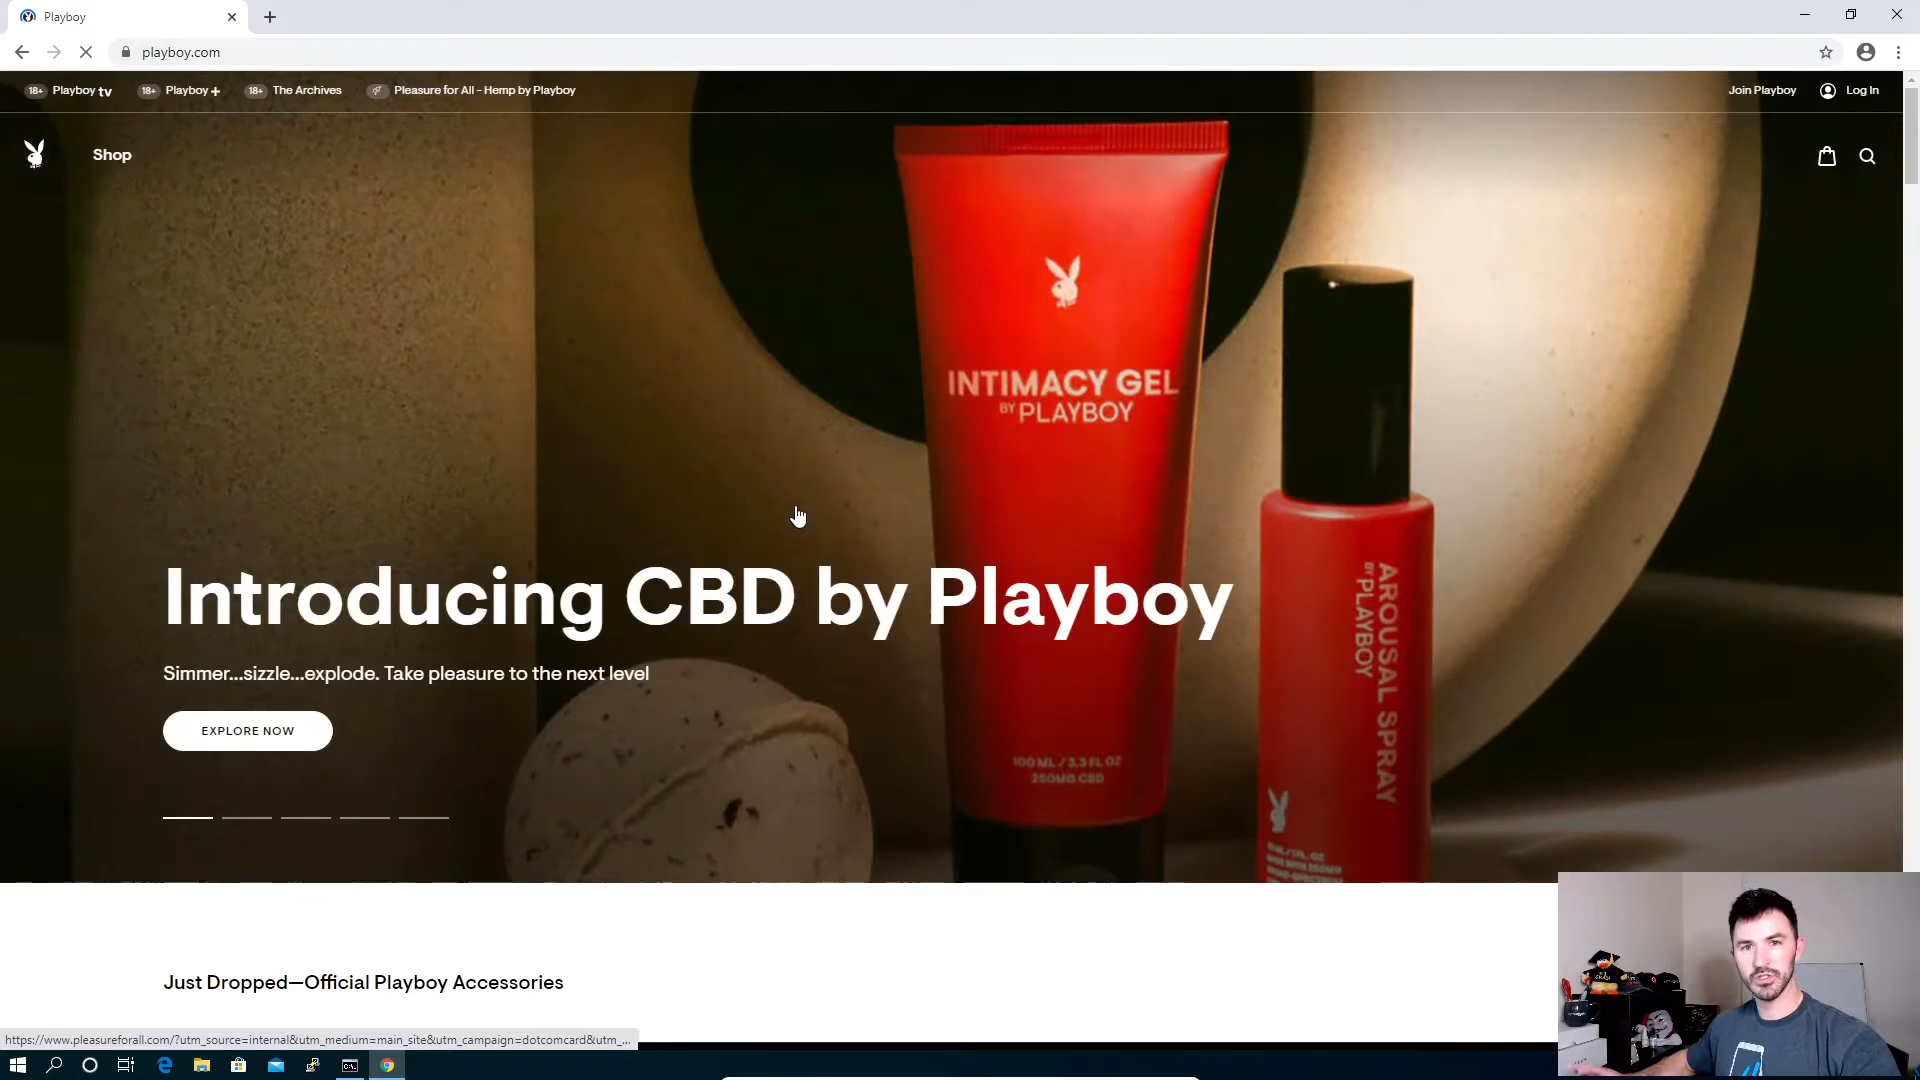 Playboy
playboy.com
18+ Playboy tv
18+ Playboy +
18+ The Archives
Pleasure for All - Hemp by Playboy
Join Playboy
Log In
Shop
INTIMACY GEL
BY PLAYBOY
100 ML / 3.3 FL OZ
250MG CBD
AROUSAL SPRAY
BY PLAYBOY
Introducing CBD by Playboy
Simmer...sizzle...explode. Take pleasure to the next level
EXPLORE NOW
Just Dropped—Official Playboy Accessories
https://www.pleasureforall.com/?utm_source=internal&utm_medium=main_site&utm_campaign=dotcomcard&utm_...